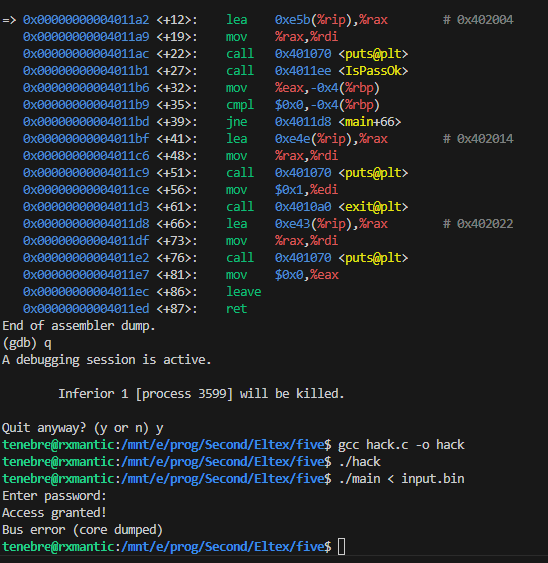 => 0x00000000004011a2 <+12>: lea 0xe5b(%rip),%rax # 0x402004
0x00000000004011a9 <+19>: mov %rax,%rdi
0x00000000004011ac <+22>: call 0x401070 <puts@plt>
0x00000000004011b1 <+27>: call 0x4011ee <IsPassOk>
0x00000000004011b6 <+32>: mov %eax,-0x4(%rbp)
0x00000000004011b9 <+35>: cmpl $0x0,-0x4(%rbp)
0x00000000004011bd <+39>: jne 0x4011d8 <main+66>
0x00000000004011bf <+41>: lea 0xe4e(%rip),%rax # 0x402014
0x00000000004011c6 <+48>: mov %rax,%rdi
0x00000000004011c9 <+51>: call 0x401070 <puts@plt>
0x00000000004011ce <+56>: mov $0x1,%edi
0x00000000004011d3 <+61>: call 0x4010a0 <exit@plt>
0x00000000004011d8 <+66>: lea 0xe43(%rip),%rax # 0x402022
0x00000000004011df <+73>: mov %rax,%rdi
0x00000000004011e2 <+76>: call 0x401070 <puts@plt>
0x00000000004011e7 <+81>: mov $0x0,%eax
0x00000000004011ec <+86>: leave
0x00000000004011ed <+87>: ret
End of assembler dump.
(gdb) q
A debugging session is active.
Inferior 1 [process 3599] will be killed.
Quit anyway? (y or n) y
tenebre@rxmantic:/mnt/e/prog/Second/Eltex/five$ gcc hack.c -o hack
tenebre@rxmantic:/mnt/e/prog/Second/Eltex/five$ ./hack
tenebre@rxmantic:/mnt/e/prog/Second/Eltex/five$ ./main < input.bin
Enter password:
Access granted!
Bus error (core dumped)
tenebre@rxmantic:/mnt/e/prog/Second/Eltex/five$